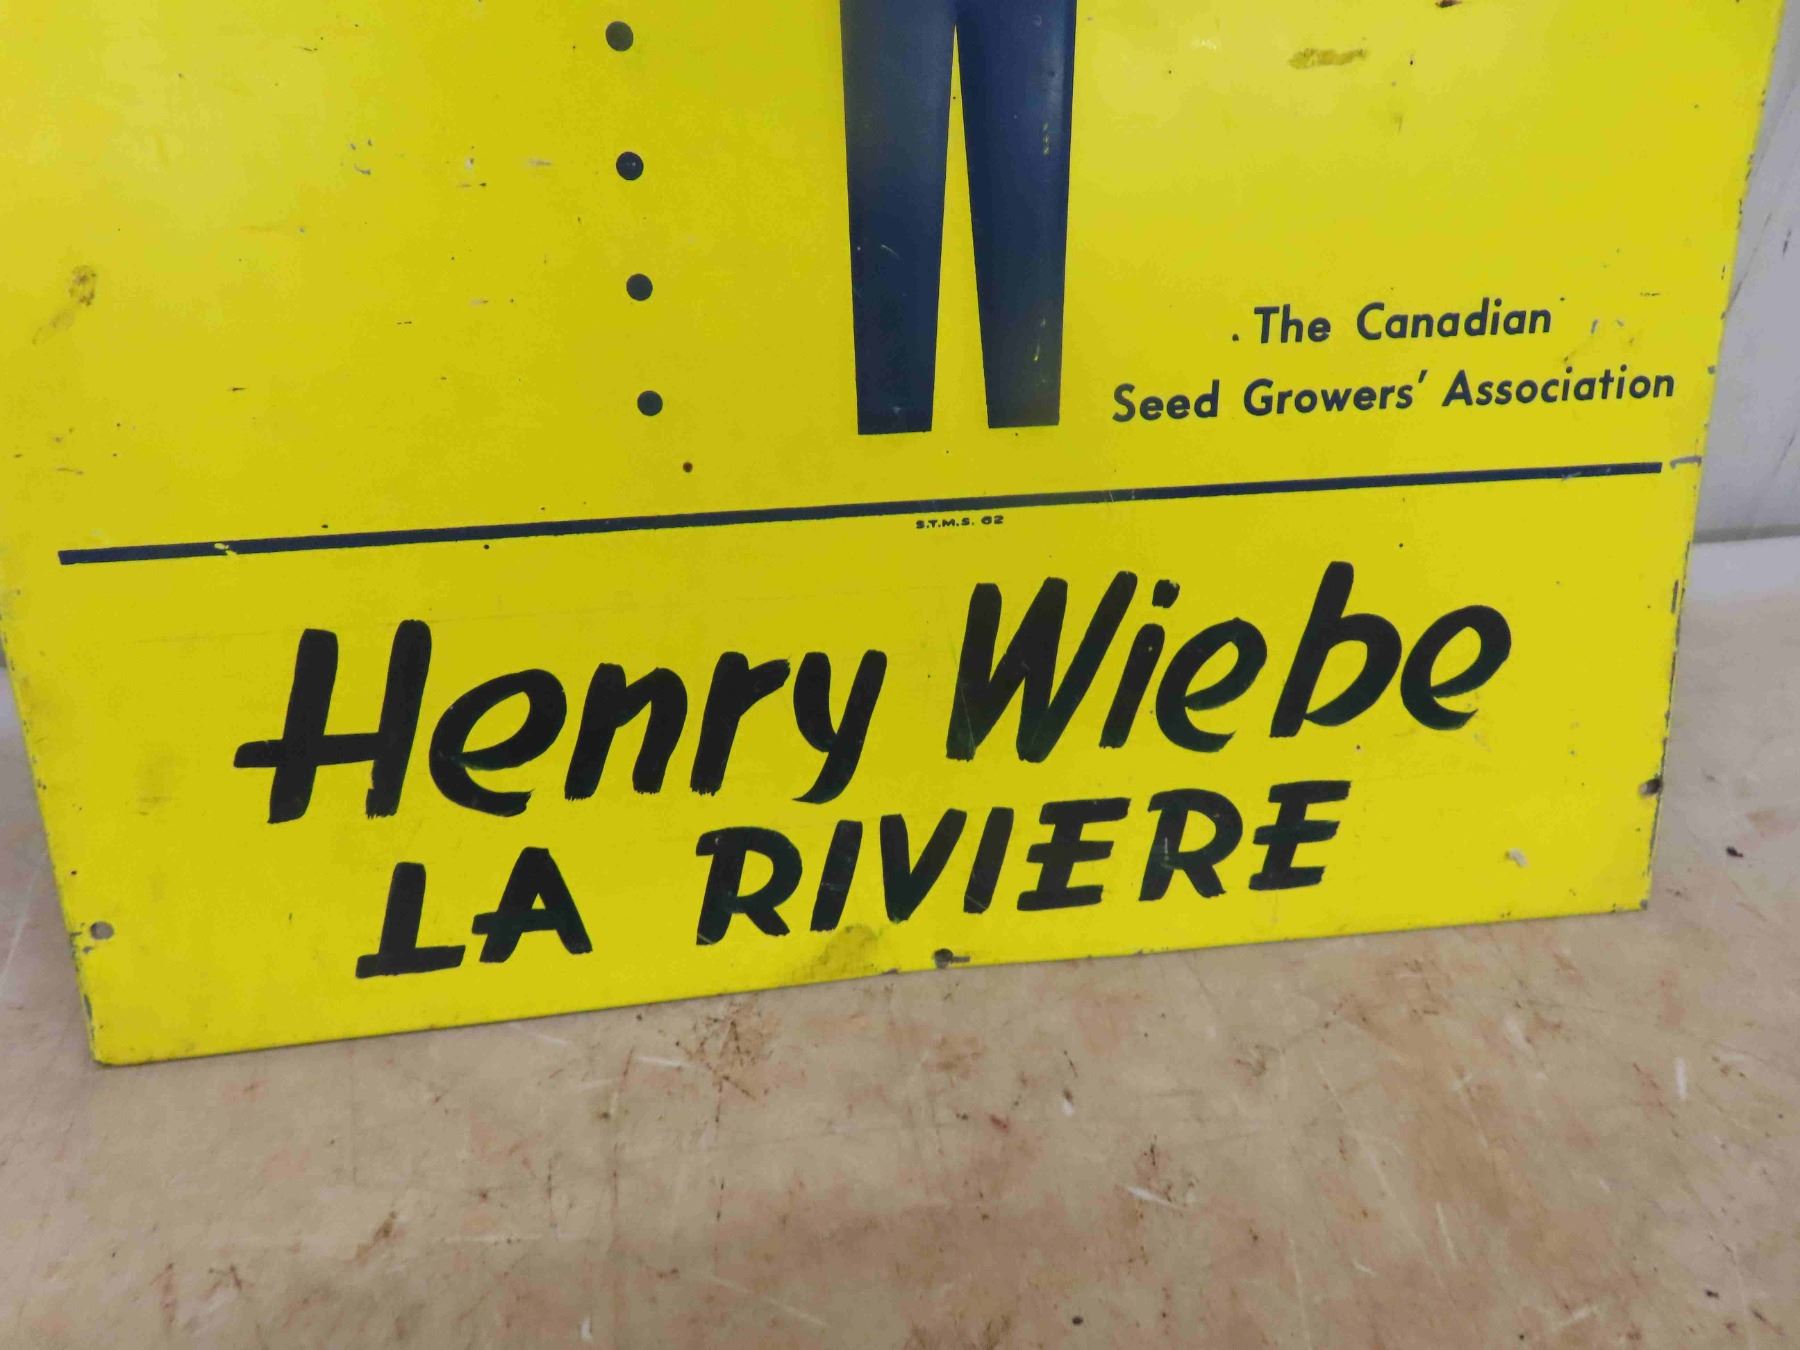 The Canadian
Seed Growers' Association
S.T.M.S. 62
Henry Wiebe
LA RIVIERE